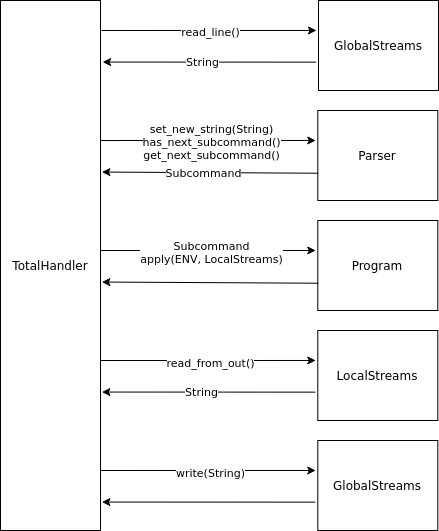 read_line()
GlobalStreams
String
set_new_string(String)
has_next_subcommand()
get_next_subcommand()
Parser
Subcommand
TotalHandler
Subcommand
apply(ENV, LocalStreams)
Program
read_from_out()
LocalStreams
String
write(String)
GlobalStreams